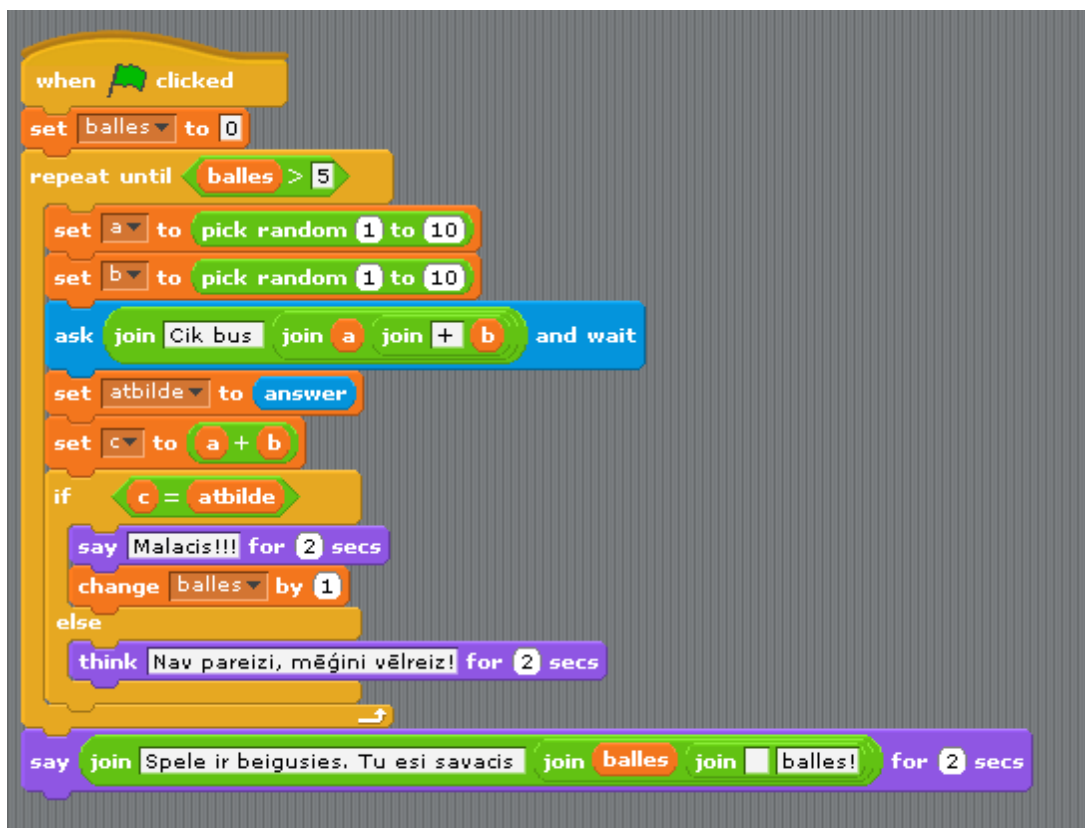 when clicked
set balles to 0
repeat until balles > 5
set a to pick random 1 to 10
set b to pick random 1 to 10
ask join Cik bus join a join + b and wait
set atbilde to answer
set c to a + b
if c = atbilde
say Malacis!!! for 2 secs
change balles by 1
else
think Nav pareizi, mēģini vēlreiz! for 2 secs
say join Spele ir beigusies. Tu esi savacis join balles join balles! for 2 secs